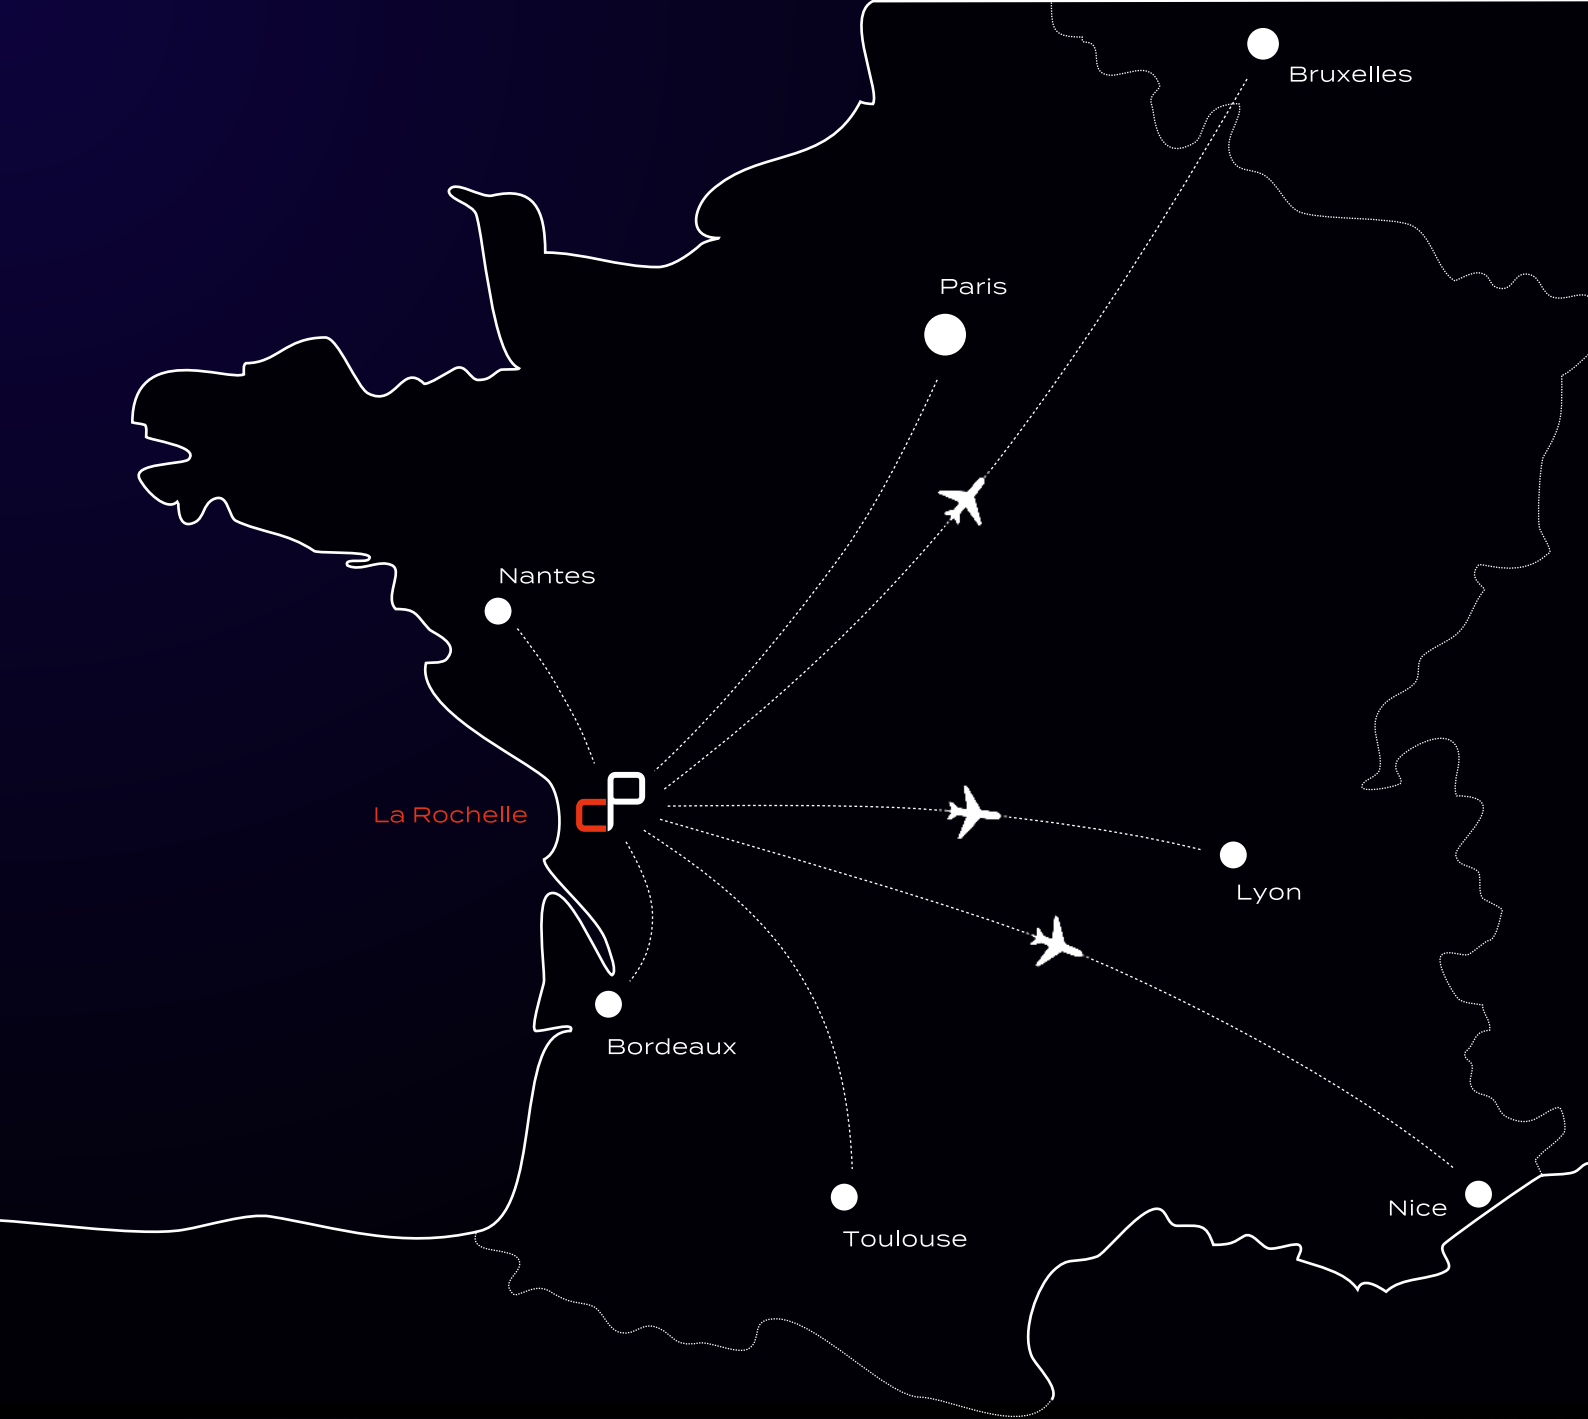 Bruxelles
Paris
Nantes
La Rochelle
Lyon
Bordeaux
Nice
Toulouse